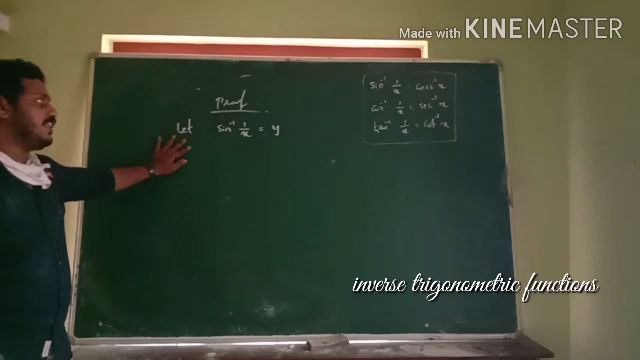 Made with KINEMASTER
Proof
Let sin⁻¹ 1/x = y
sin⁻¹ 1/x = cosec⁻¹ x
cos⁻¹ 1/x = sec⁻¹ x
tan⁻¹ 1/x = cot⁻¹ x
inverse trigonometric functions